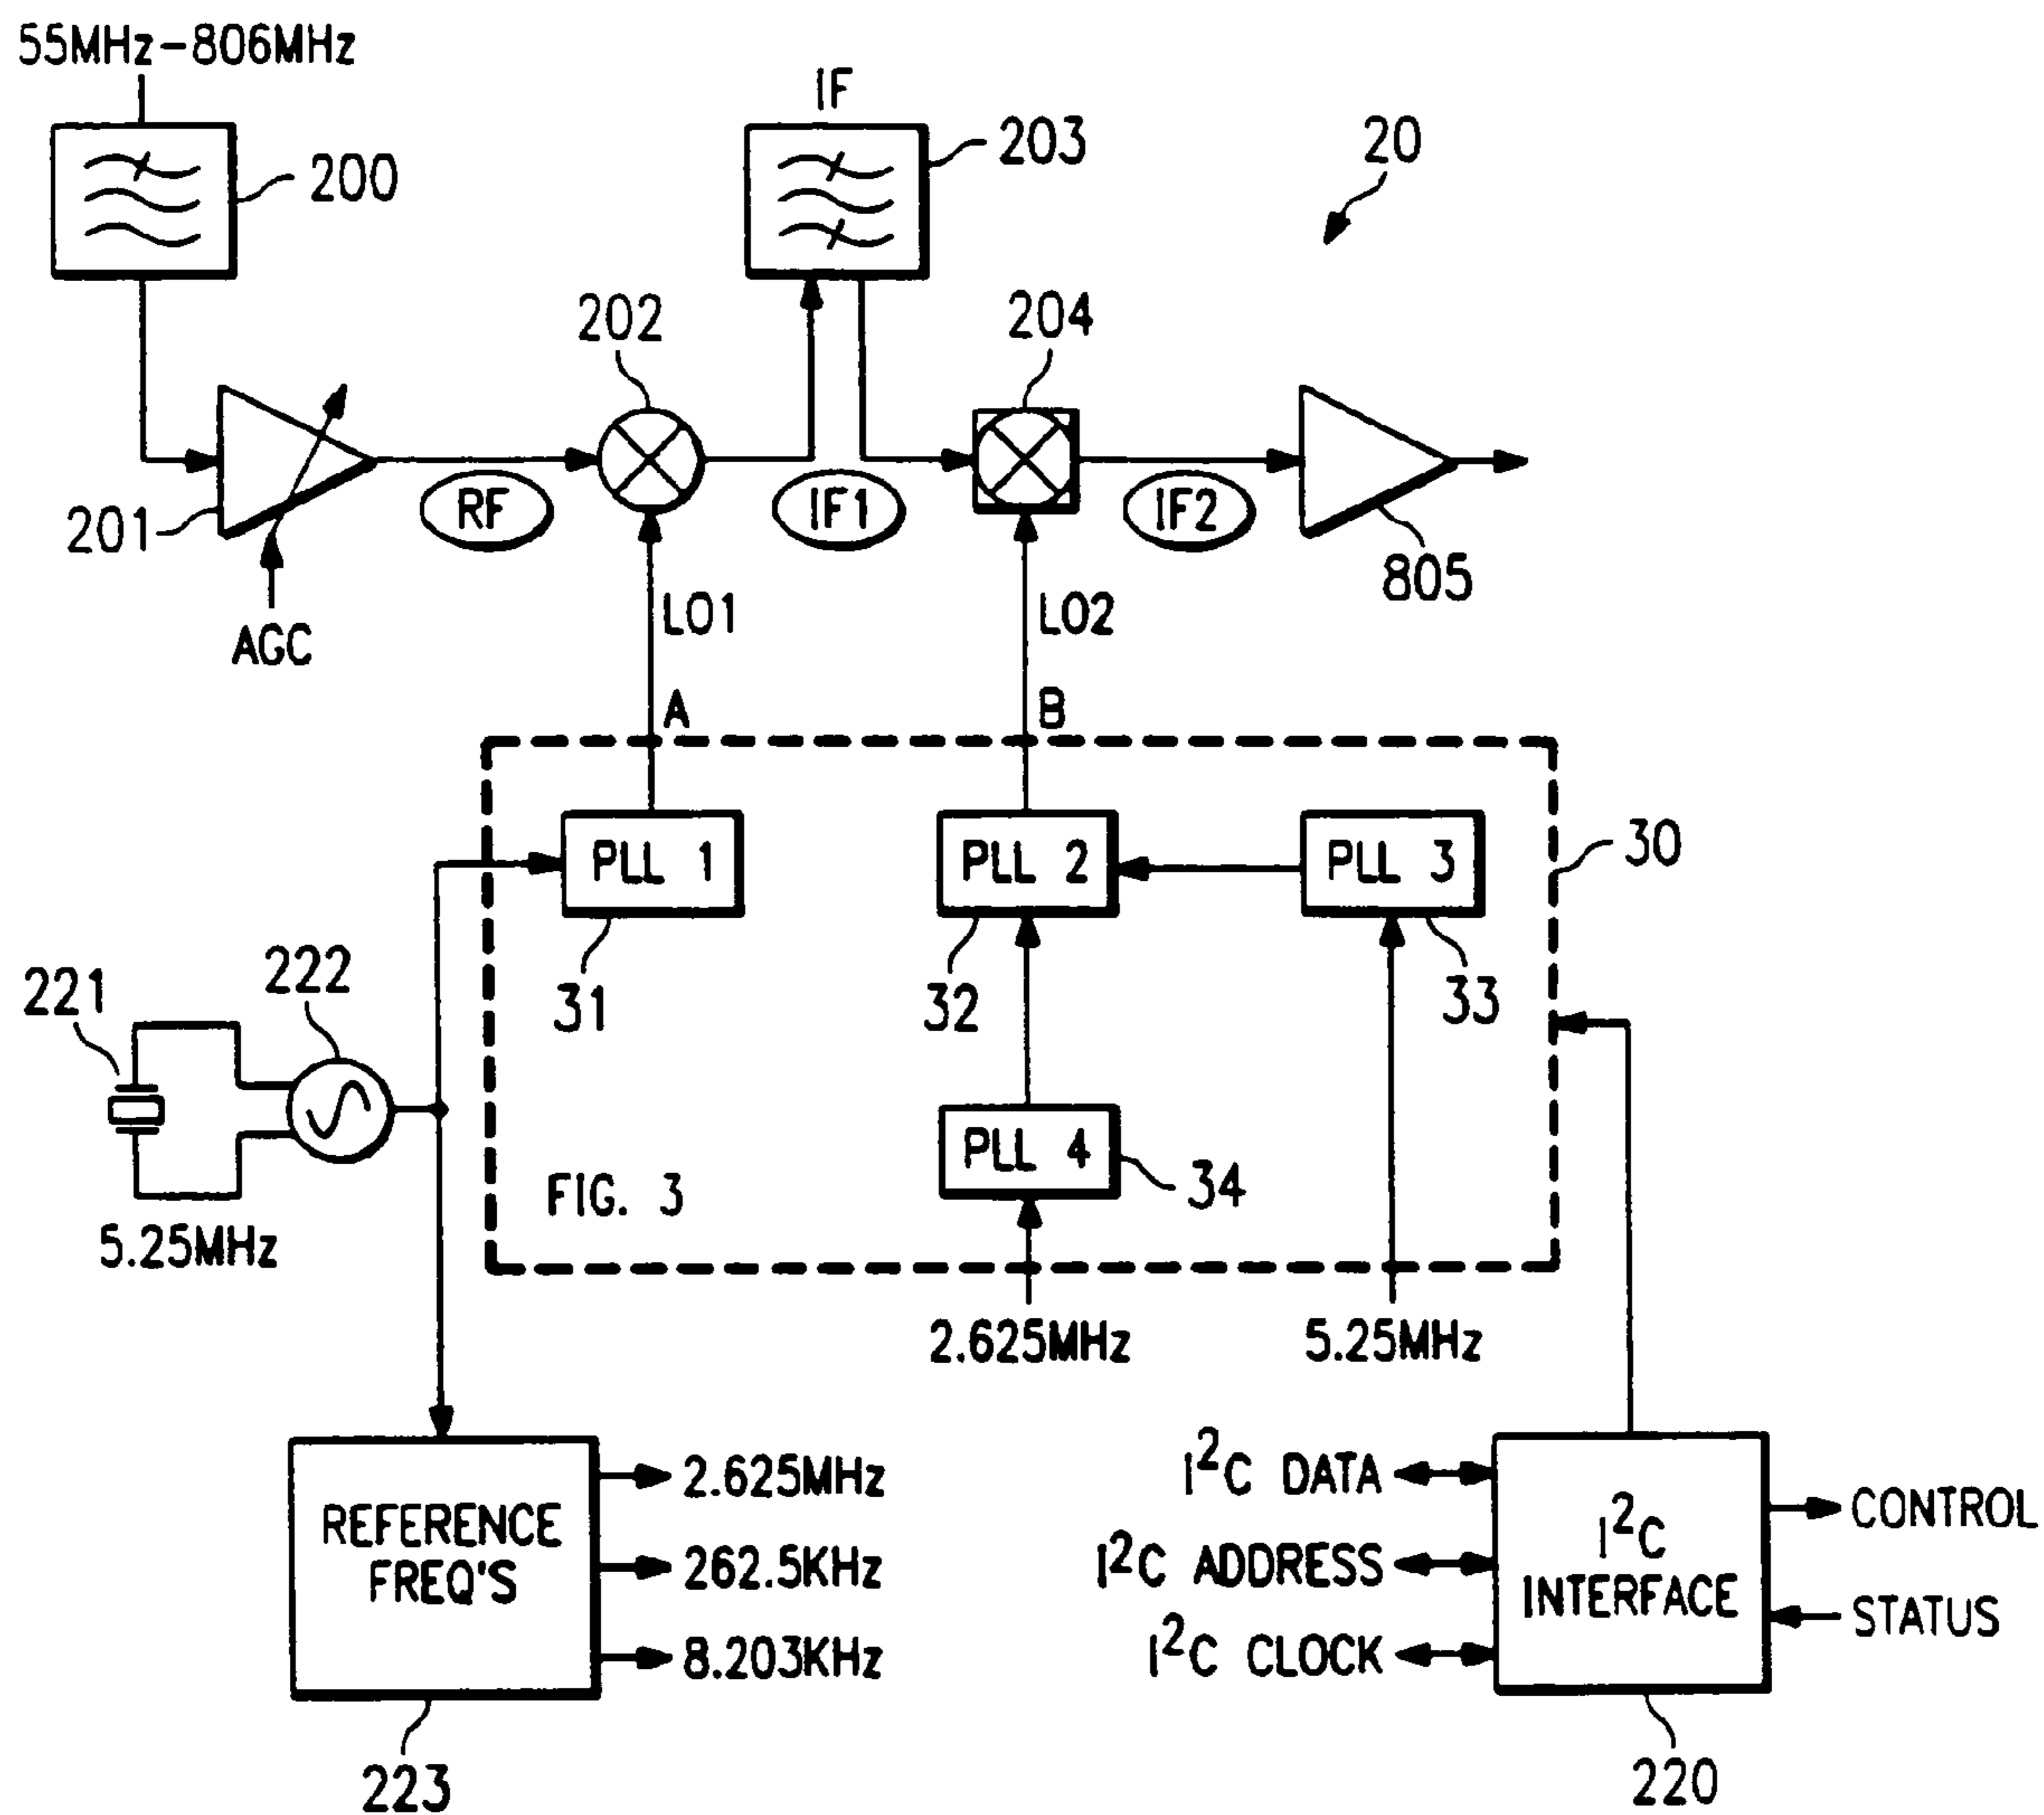 55MHz-806MHz
IF
200
203
20
202
204
RF
IF1
IF2
201
805
AGC
LO1
LO2
A
B
PLL 1
PLL 2
PLL 3
30
31
32
33
221
222
PLL 4
34
FIG. 3
5.25MHz
2.625MHz
5.25MHz
REFERENCE
FREQ'S
2.625MHz
262.5KHz
8.203KHz
I²C DATA
I²C ADDRESS
I²C CLOCK
I²C
INTERFACE
CONTROL
STATUS
223
220